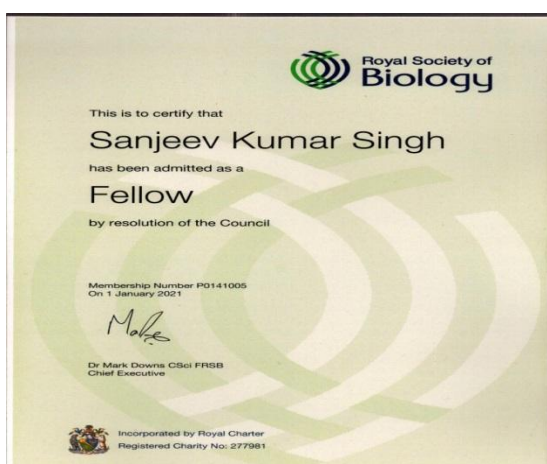 Royal Society of
Biology
This is to certify that
Sanjeev Kumar Singh
has been admitted as a
Fellow
by resolution of the Council
Membership Number P0141005
On 1 January 2021
Dr Mark Downs CSci FRSB
Chief Executive
Incorporated by Royal Charter
Registered Charity No: 277981